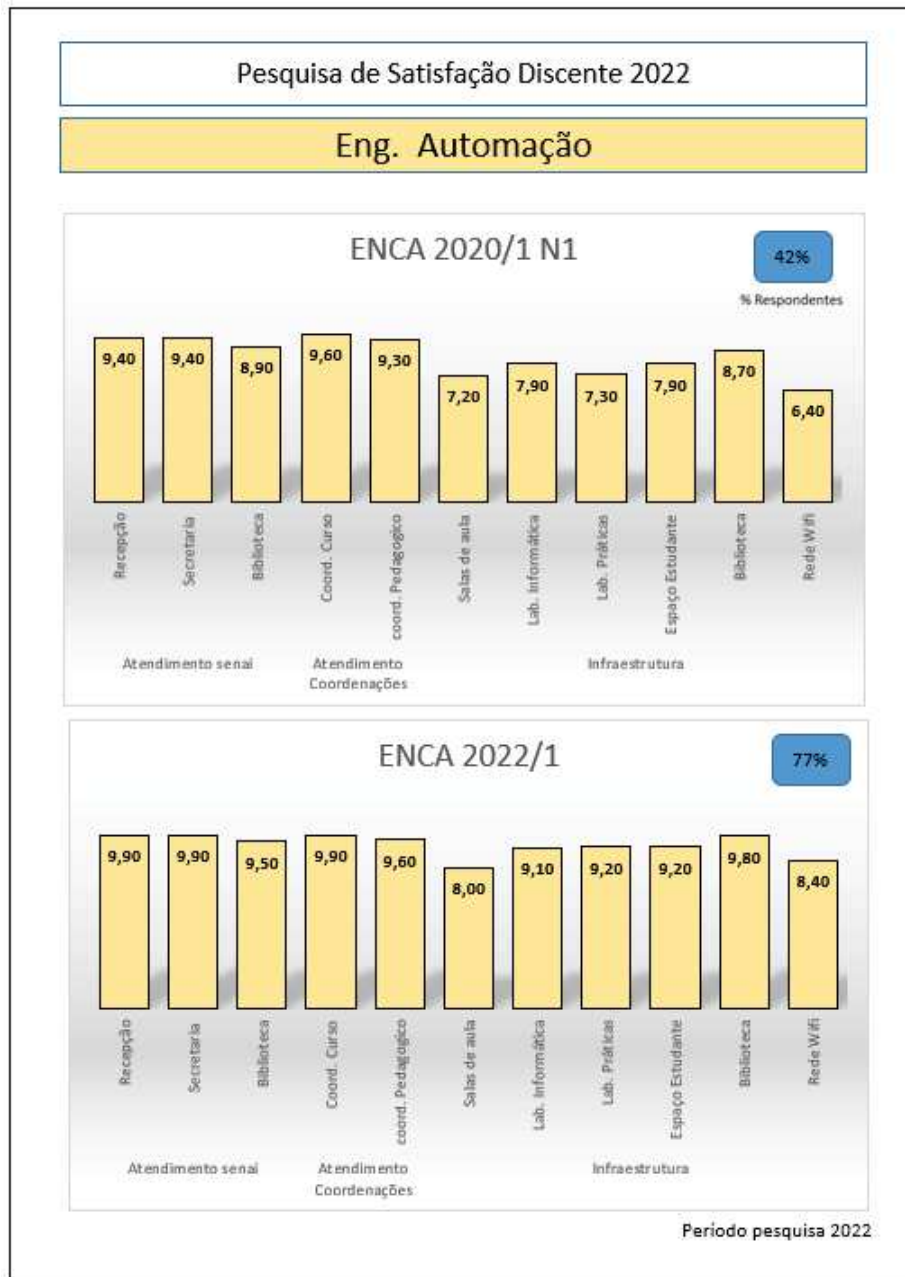 Pesquisa de Satisfação Discente 2022
Eng. Automação
ENCA 2020/1 N1
42%
% Respondentes
9,40
9,40
8,90
9,60
9,30
7,20
7,90
7,30
7,90
8,70
6,40
Recepção
Secretaria
Biblioteca
Coord. Curso
coord. Pedagogico
Salas de aula
Lab. Informática
Lab. Práticas
Espaço Estudante
Biblioteca
Rede Wifi
Atendimento senai
Atendimento
Coordenações
Infraestrutura
ENCA 2022/1
77%
9,90
9,90
9,50
9,90
9,60
8,00
9,10
9,20
9,20
9,80
8,40
Recepção
Secretaria
Biblioteca
Coord. Curso
coord. Pedagogico
Salas de aula
Lab. Informática
Lab. Práticas
Espaço Estudante
Biblioteca
Rede Wifi
Atendimento senai
Atendimento
Coordenações
Infraestrutura
Período pesquisa 2022